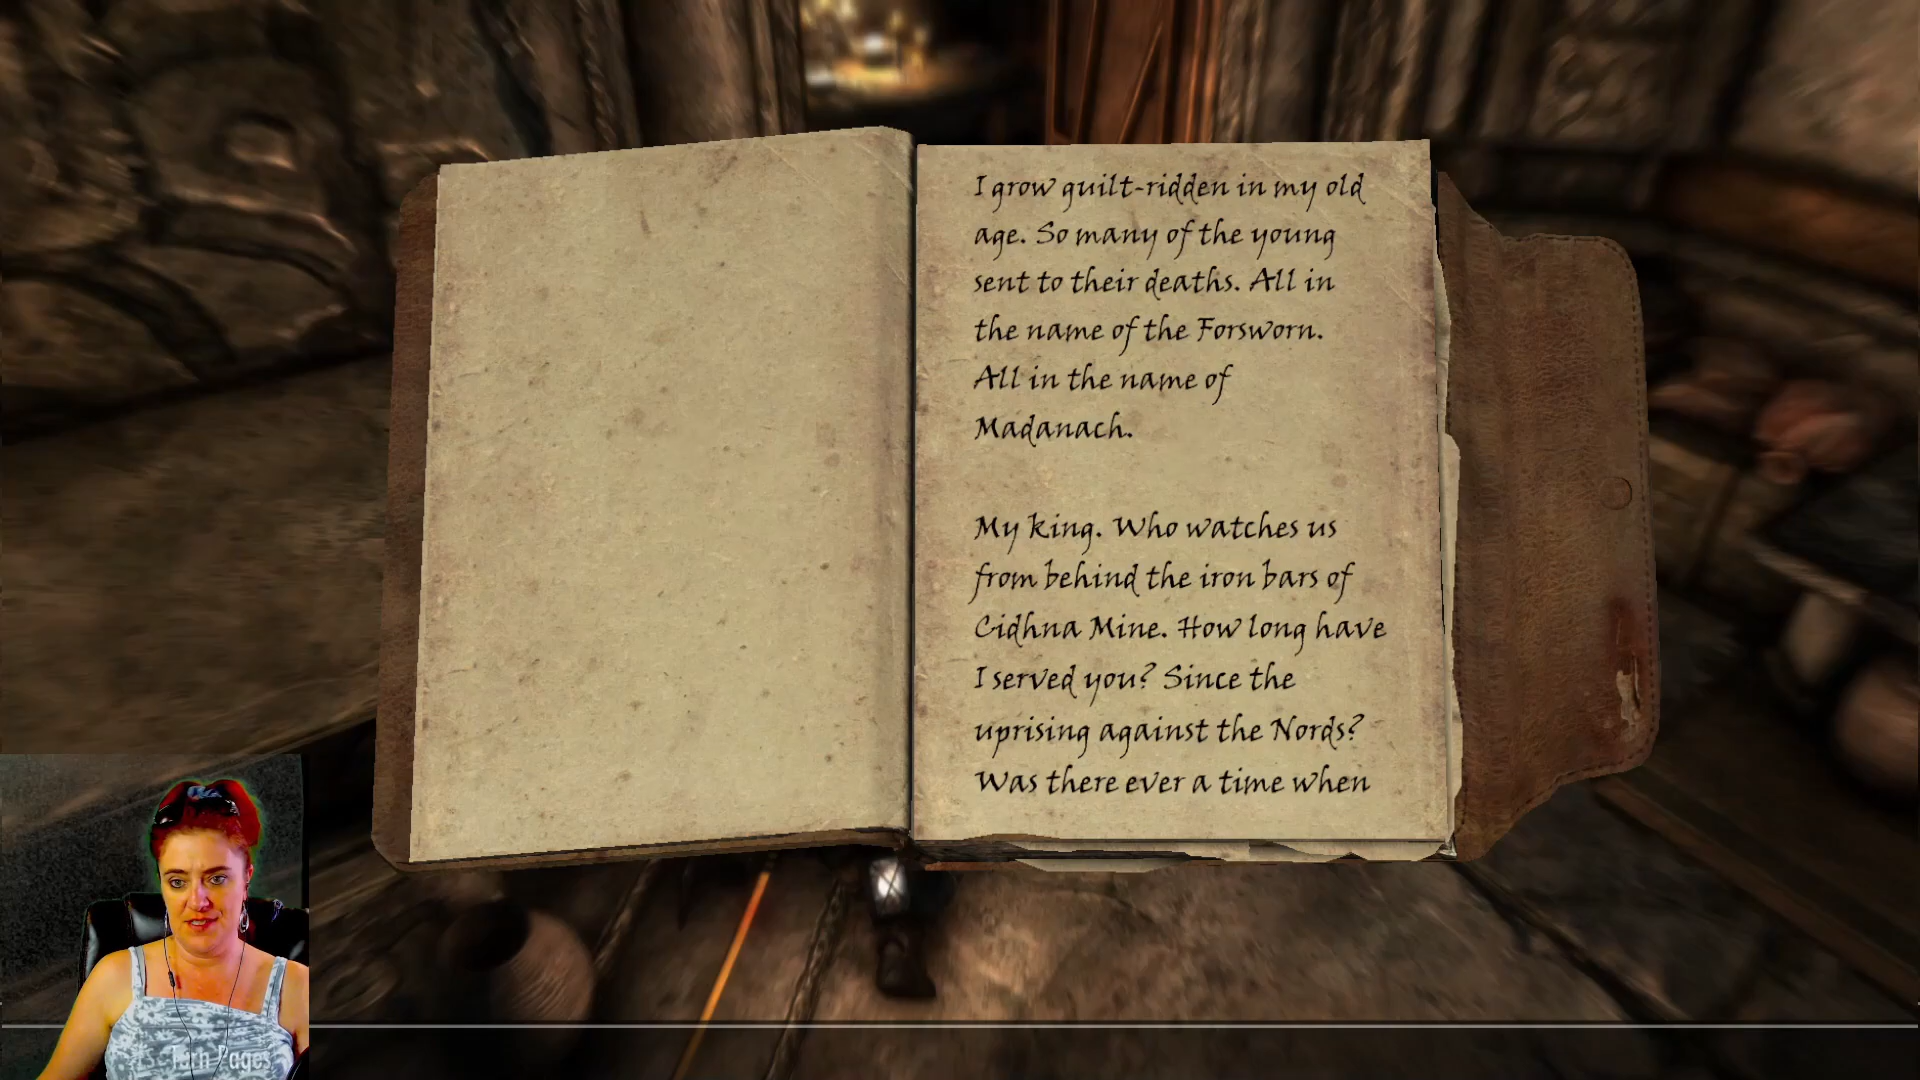 I grow guilt-ridden in my old
age. So many of the young
sent to their deaths. All in
the name of the Forsworn.
All in the name of
Madanach.
My king. Who watches us
from behind the iron bars of
Cidhna Mine. How long have
I served you? Since the
uprising against the Nords?
Was there ever a time when
Turn Pages